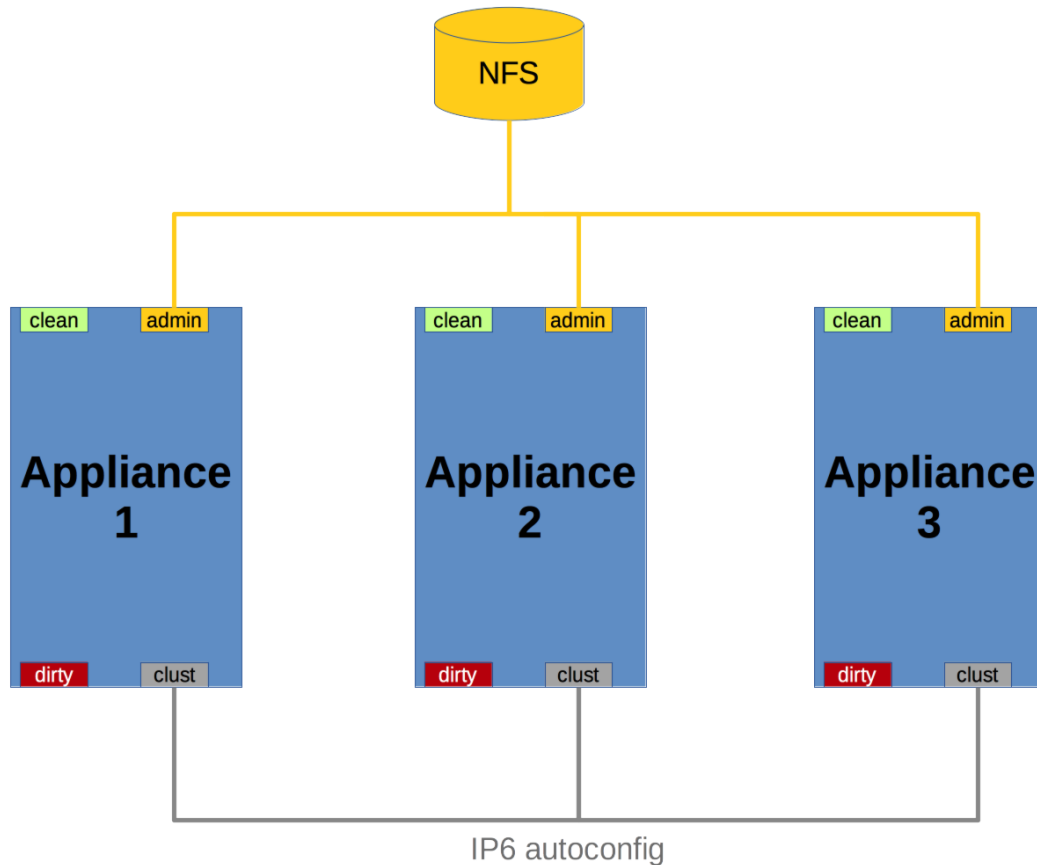 NFS
clean
admin
clean
admin
clean
admin
Appliance
1
Appliance
2
Appliance
3
dirty
clust
dirty
clust
dirty
clust
IP6 autoconfig